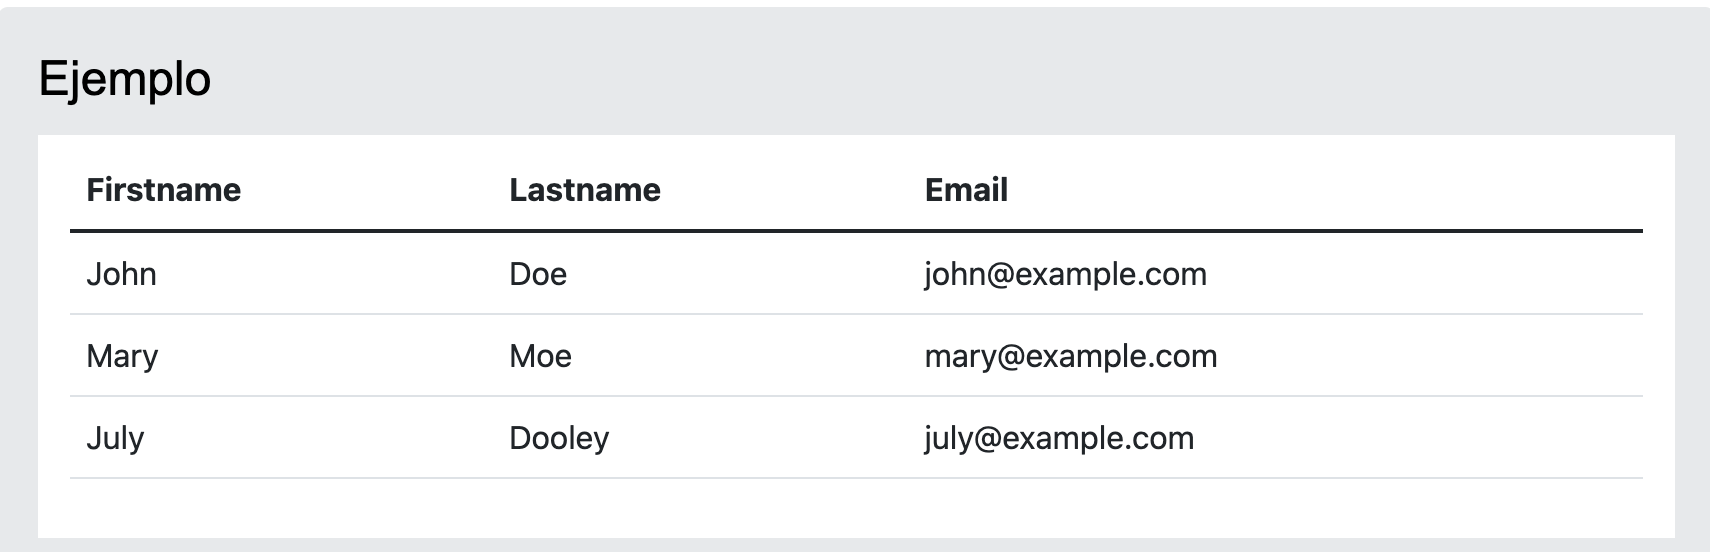 Ejemplo
Firstname Lastname Email
John Doe john@example.com
Mary Moe mary@example.com
July Dooley july@example.com